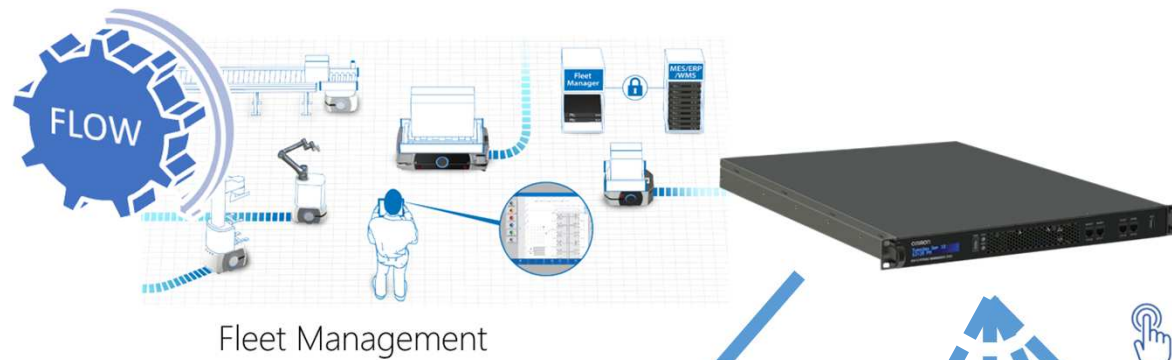 FLOW
Fleet
Manager
MES/ERP
/WMS
OMRON
Fleet Management